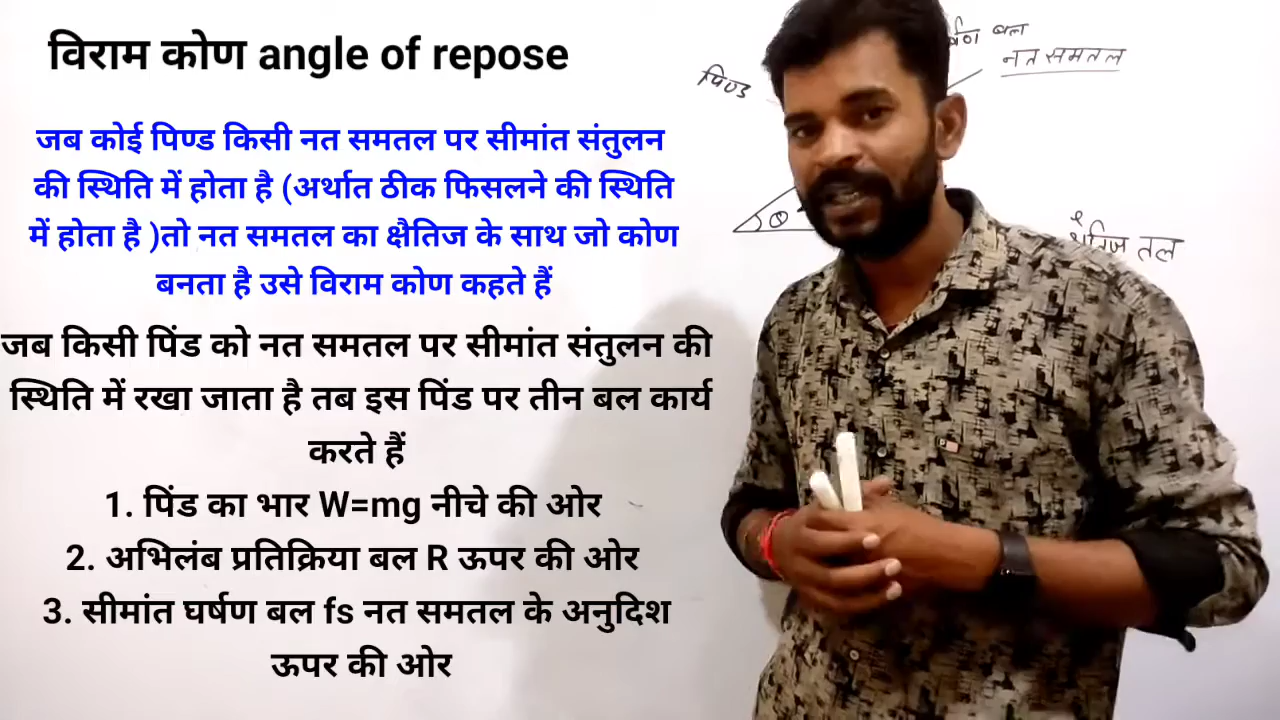 विराम कोण angle of repose
जब कोई पिण्ड किसी नत समतल पर सीमांत संतुलन
की स्थिति में होता है (अर्थात ठीक फिसलने की स्थिति
में होता है )तो नत समतल का क्षैतिज के साथ जो कोण
बनता है उसे विराम कोण कहते हैं
जब किसी पिंड को नत समतल पर सीमांत संतुलन की
स्थिति में रखा जाता है तब इस पिंड पर तीन बल कार्य
करते हैं
1. पिंड का भार W=mg नीचे की ओर
2. अभिलंब प्रतिक्रिया बल R ऊपर की ओर
3. सीमांत घर्षण बल fs नत समतल के अनुदिश
ऊपर की ओर
बल
नत समतल
पिण्ड
θ
क्षैतिज तल